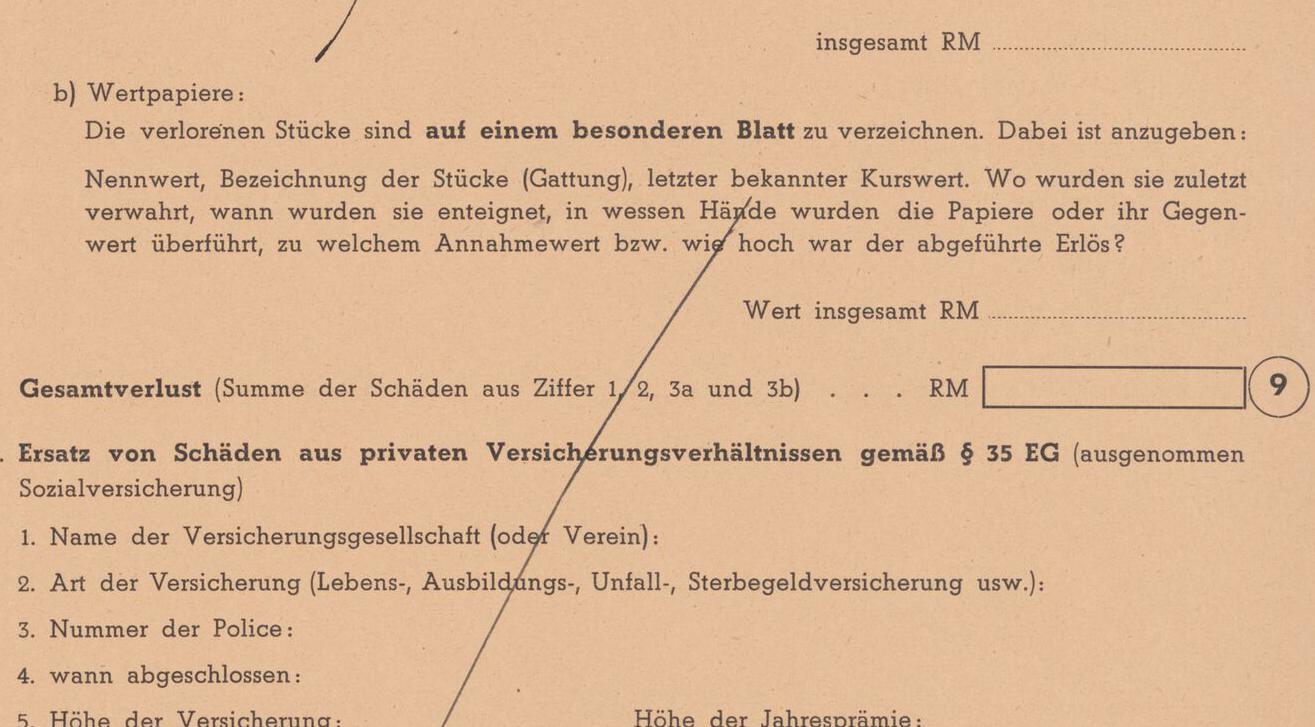 insgesamt RM
b) Wertpapiere:
Die verlorenen Stücke sind auf einem besonderen Blatt zu verzeichnen. Dabei ist anzugeben:
Nennwert, Bezeichnung der Stücke (Gattung), letzter bekannter Kurswert. Wo wurden sie zuletzt
verwahrt, wann wurden sie enteignet, in wessen Hände wurden die Papiere oder ihr Gegen-
wert überführt, zu welchem Annahmewert bzw. wie hoch war der abgeführte Erlös?
Wert insgesamt RM
Gesamtverlust (Summe der Schäden aus Ziffer 1, 2, 3a und 3b) . . . RM 9
. Ersatz von Schäden aus privaten Versicherungsverhältnissen gemäß § 35 EG (ausgenommen
Sozialversicherung)
1. Name der Versicherungsgesellschaft (oder Verein):
2. Art der Versicherung (Lebens-, Ausbildungs-, Unfall-, Sterbegeldversicherung usw.):
3. Nummer der Police:
4. wann abgeschlossen:
5. Höhe der Versicherung: Höhe der Jahresprämie: